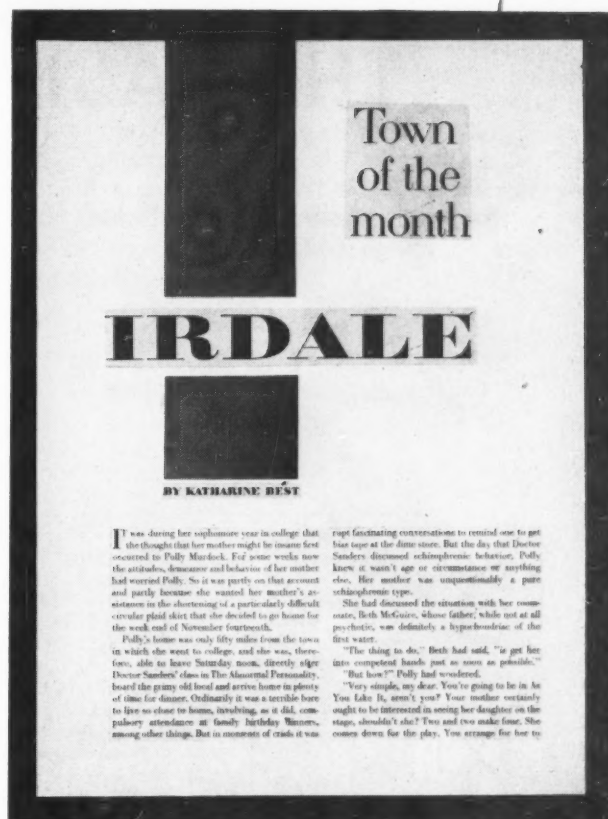 Town
of the
month
IRDALE
BY KATHARINE BEST
IT was during her sophomore year in college that
the thought that her mother might be insane first
occurred to Polly Murdock. For some weeks now
the attitudes, demeanor and behavior of her mother
had worried Polly. So it was partly on that account
and partly because she wanted her mother's as-
sistance in the shortening of a particularly difficult
circular plaid skirt that she decided to go home for
the week end of November fourteenth.
Polly's home was only fifty miles from the town
in which she went to college, and she was, there-
fore, able to leave Saturday noon, directly after
Doctor Sanders' class in The Abnormal Personality,
board the grimy old local and arrive home in plenty
of time for dinner. Ordinarily it was a terrible bore
to live so close to home, involving, as it did, com-
pulsory attendance at family birthday dinners,
among other things. But in moments of crisis it was
rupt fascinating conversations to remind one to get
bias tape at the dime store. But the day that Doctor
Sanders discussed schizophrenic behavior, Polly
knew it wasn't age or circumstance or anything
else. Her mother was unquestionably a pure
schizophrenic type.
She had discussed the situation with her room-
mate, Beth McGuire, whose father, while not at all
psychotic, was definitely a hypochondriac of the
first water.
"The thing to do," Beth had said, "is get her
into competent hands just as soon as possible."
"But how?" Polly had wondered.
"Very simple, my dear. You're going to be in As
You Like It, aren't you? Your mother certainly
ought to be interested in seeing her daughter on the
stage, shouldn't she? Two and two make four. She
comes down for the play. You arrange for her to